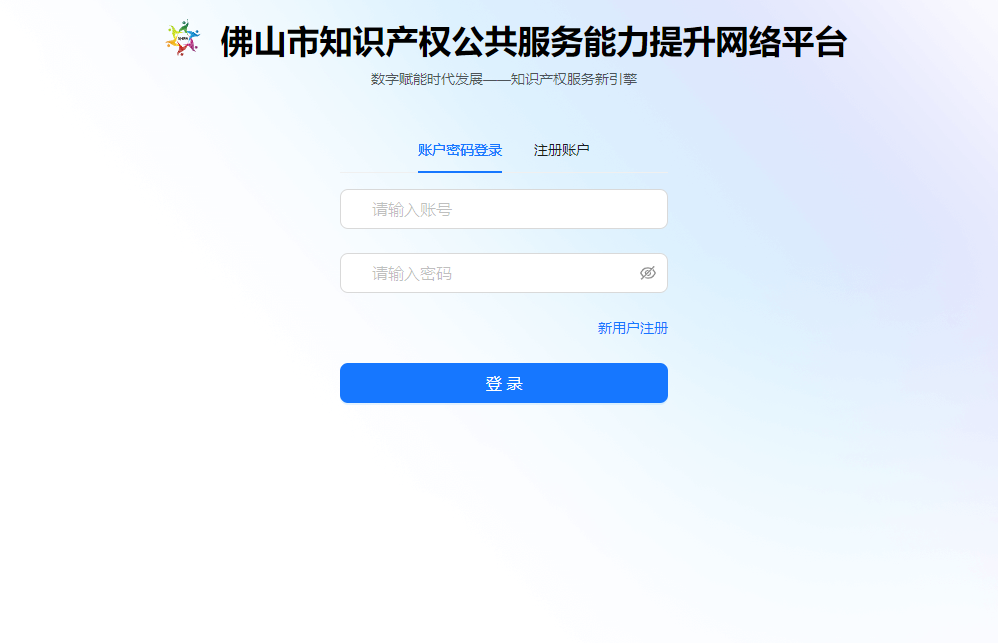 佛山市知识产权公共服务能力提升网络平台
数字赋能时代发展——知识产权服务新引擎
账户密码登录 注册账户
请输入账号
请输入密码
新用户注册
登 录